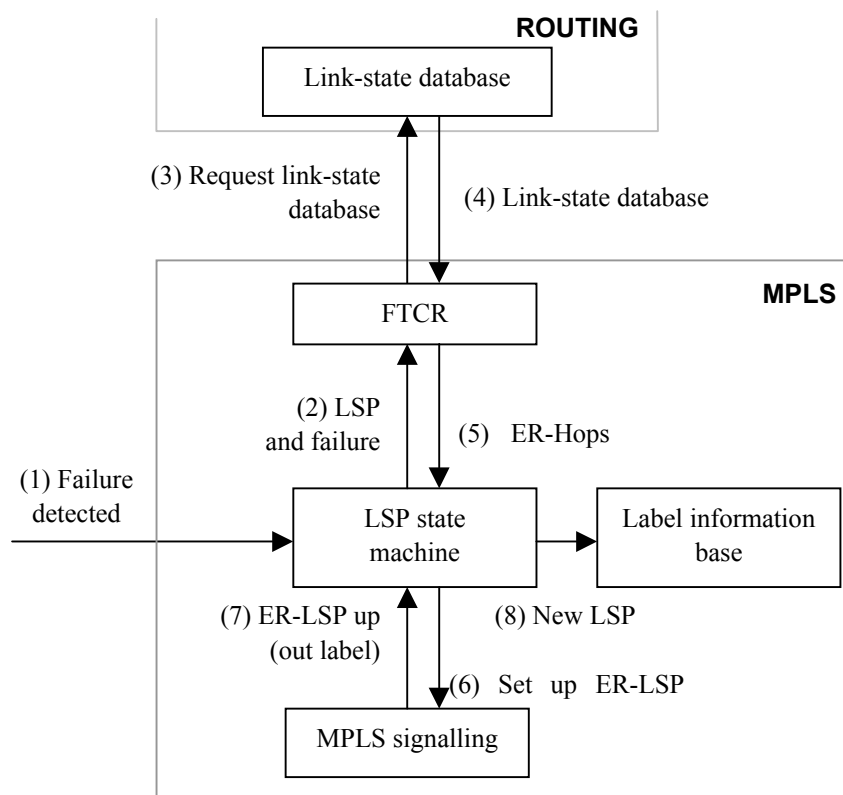 ROUTING
Link-state database
(3) Request link-state
database
(4) Link-state database
MPLS
FTCR
(2) LSP
and failure
(5) ER-Hops
(1) Failure
detected
LSP state
machine
Label information
base
(7) ER-LSP up
(out label)
(8) New LSP
(6) Set up ER-LSP
MPLS signalling